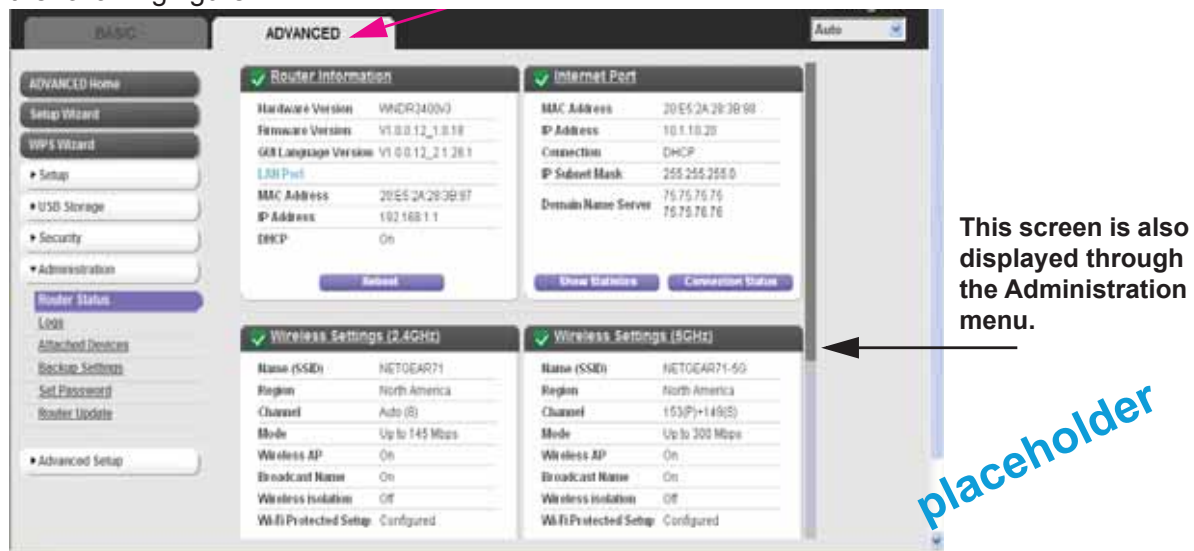 BASIC
ADVANCED
Auto
ADVANCED Home
Setup Wizard
WPS Wizard
Setup
USB Storage
Security
Administration
Router Status
Logs
Attached Devices
Backup Settings
Set Password
Router Update
Advanced Setup
Router Information
Hardware Version WNDR3400v3
Firmware Version V1.0.0.12_1.0.18
GUI Language Version V1.0.0.12_2.1.26.1
LAN Port
MAC Address 20:E5:2A:28:3B:97
IP Address 192.168.1.1
DHCP On
Reboot
Internet Port
MAC Address 20:E5:2A:28:3B:98
IP Address 10.1.10.20
Connection DHCP
IP Subnet Mask 255.255.255.0
Domain Name Server 75.75.75.75
75.75.76.76
Show Statistics Connection Status
Wireless Settings (2.4GHz)
Name (SSID) NETGEAR71
Region North America
Channel Auto (8)
Mode Up to 145 Mbps
Wireless AP On
Broadcast Name On
Wireless isolation Off
Wi-Fi Protected Setup Configured
Wireless Settings (5GHz)
Name (SSID) NETGEAR71-5G
Region North America
Channel 153(P)+149(S)
Mode Up to 300 Mbps
Wireless AP On
Broadcast Name On
Wireless isolation Off
Wi-Fi Protected Setup Configured
This screen is also
displayed through
the Administration
menu.
placeholder